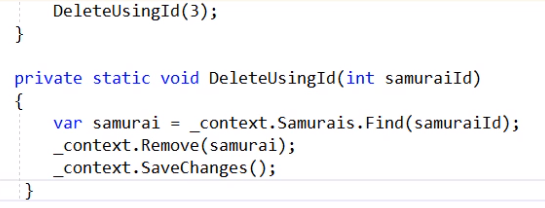 DeleteUsingId(3);
}
private static void DeleteUsingId(int samuraiId)
{
var samurai = _context.Samurais.Find(samuraiId);
_context.Remove(samurai);
_context.SaveChanges();
}